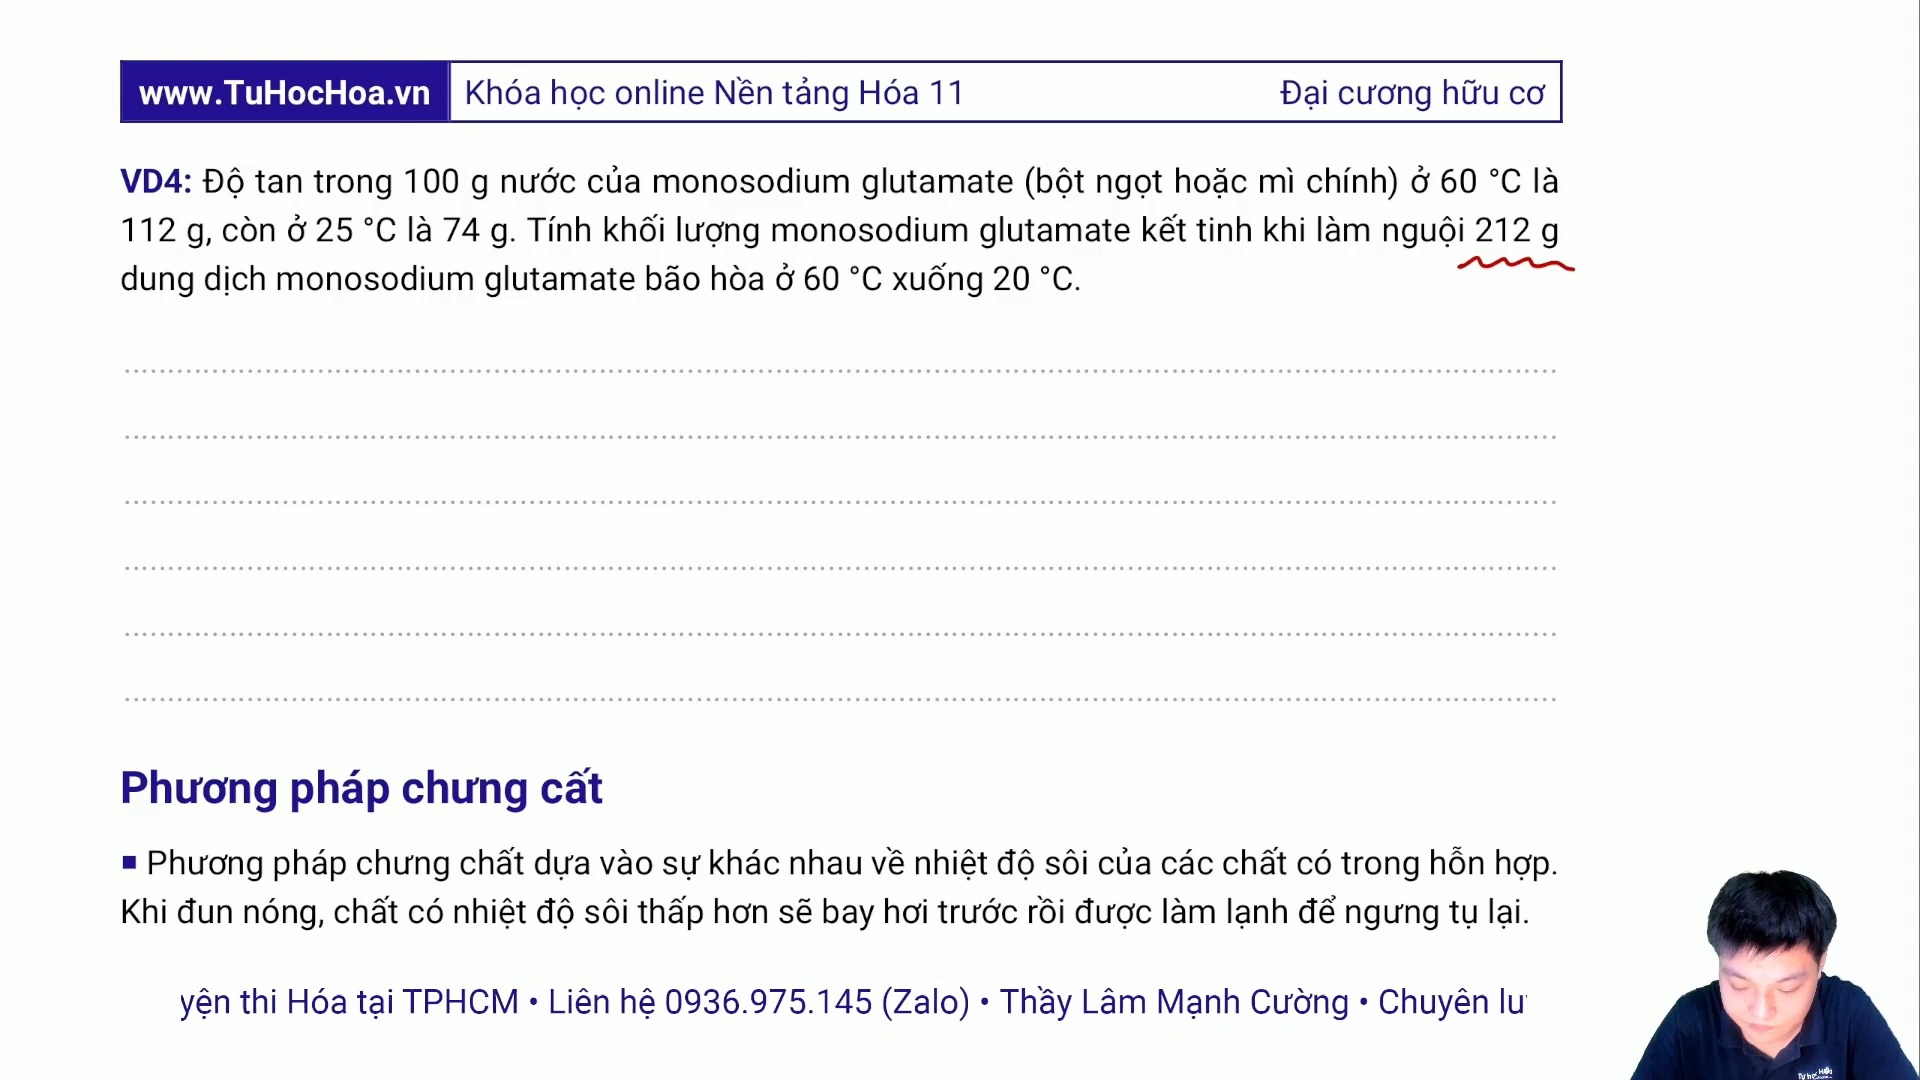 www.TuHocHoa.vn Khóa học online Nền tảng Hóa 11 Đại cương hữu cơ
VD4: Độ tan trong 100 g nước của monosodium glutamate (bột ngọt hoặc mì chính) ở 60 °C là
112 g, còn ở 25 °C là 74 g. Tính khối lượng monosodium glutamate kết tinh khi làm nguội 212 g
dung dịch monosodium glutamate bão hòa ở 60 °C xuống 20 °C.
Phương pháp chưng cất
▪ Phương pháp chưng chất dựa vào sự khác nhau về nhiệt độ sôi của các chất có trong hỗn hợp.
Khi đun nóng, chất có nhiệt độ sôi thấp hơn sẽ bay hơi trước rồi được làm lạnh để ngưng tụ lại.
yện thi Hóa tại TPHCM • Liên hệ 0936.975.145 (Zalo) • Thầy Lâm Mạnh Cường • Chuyên lu